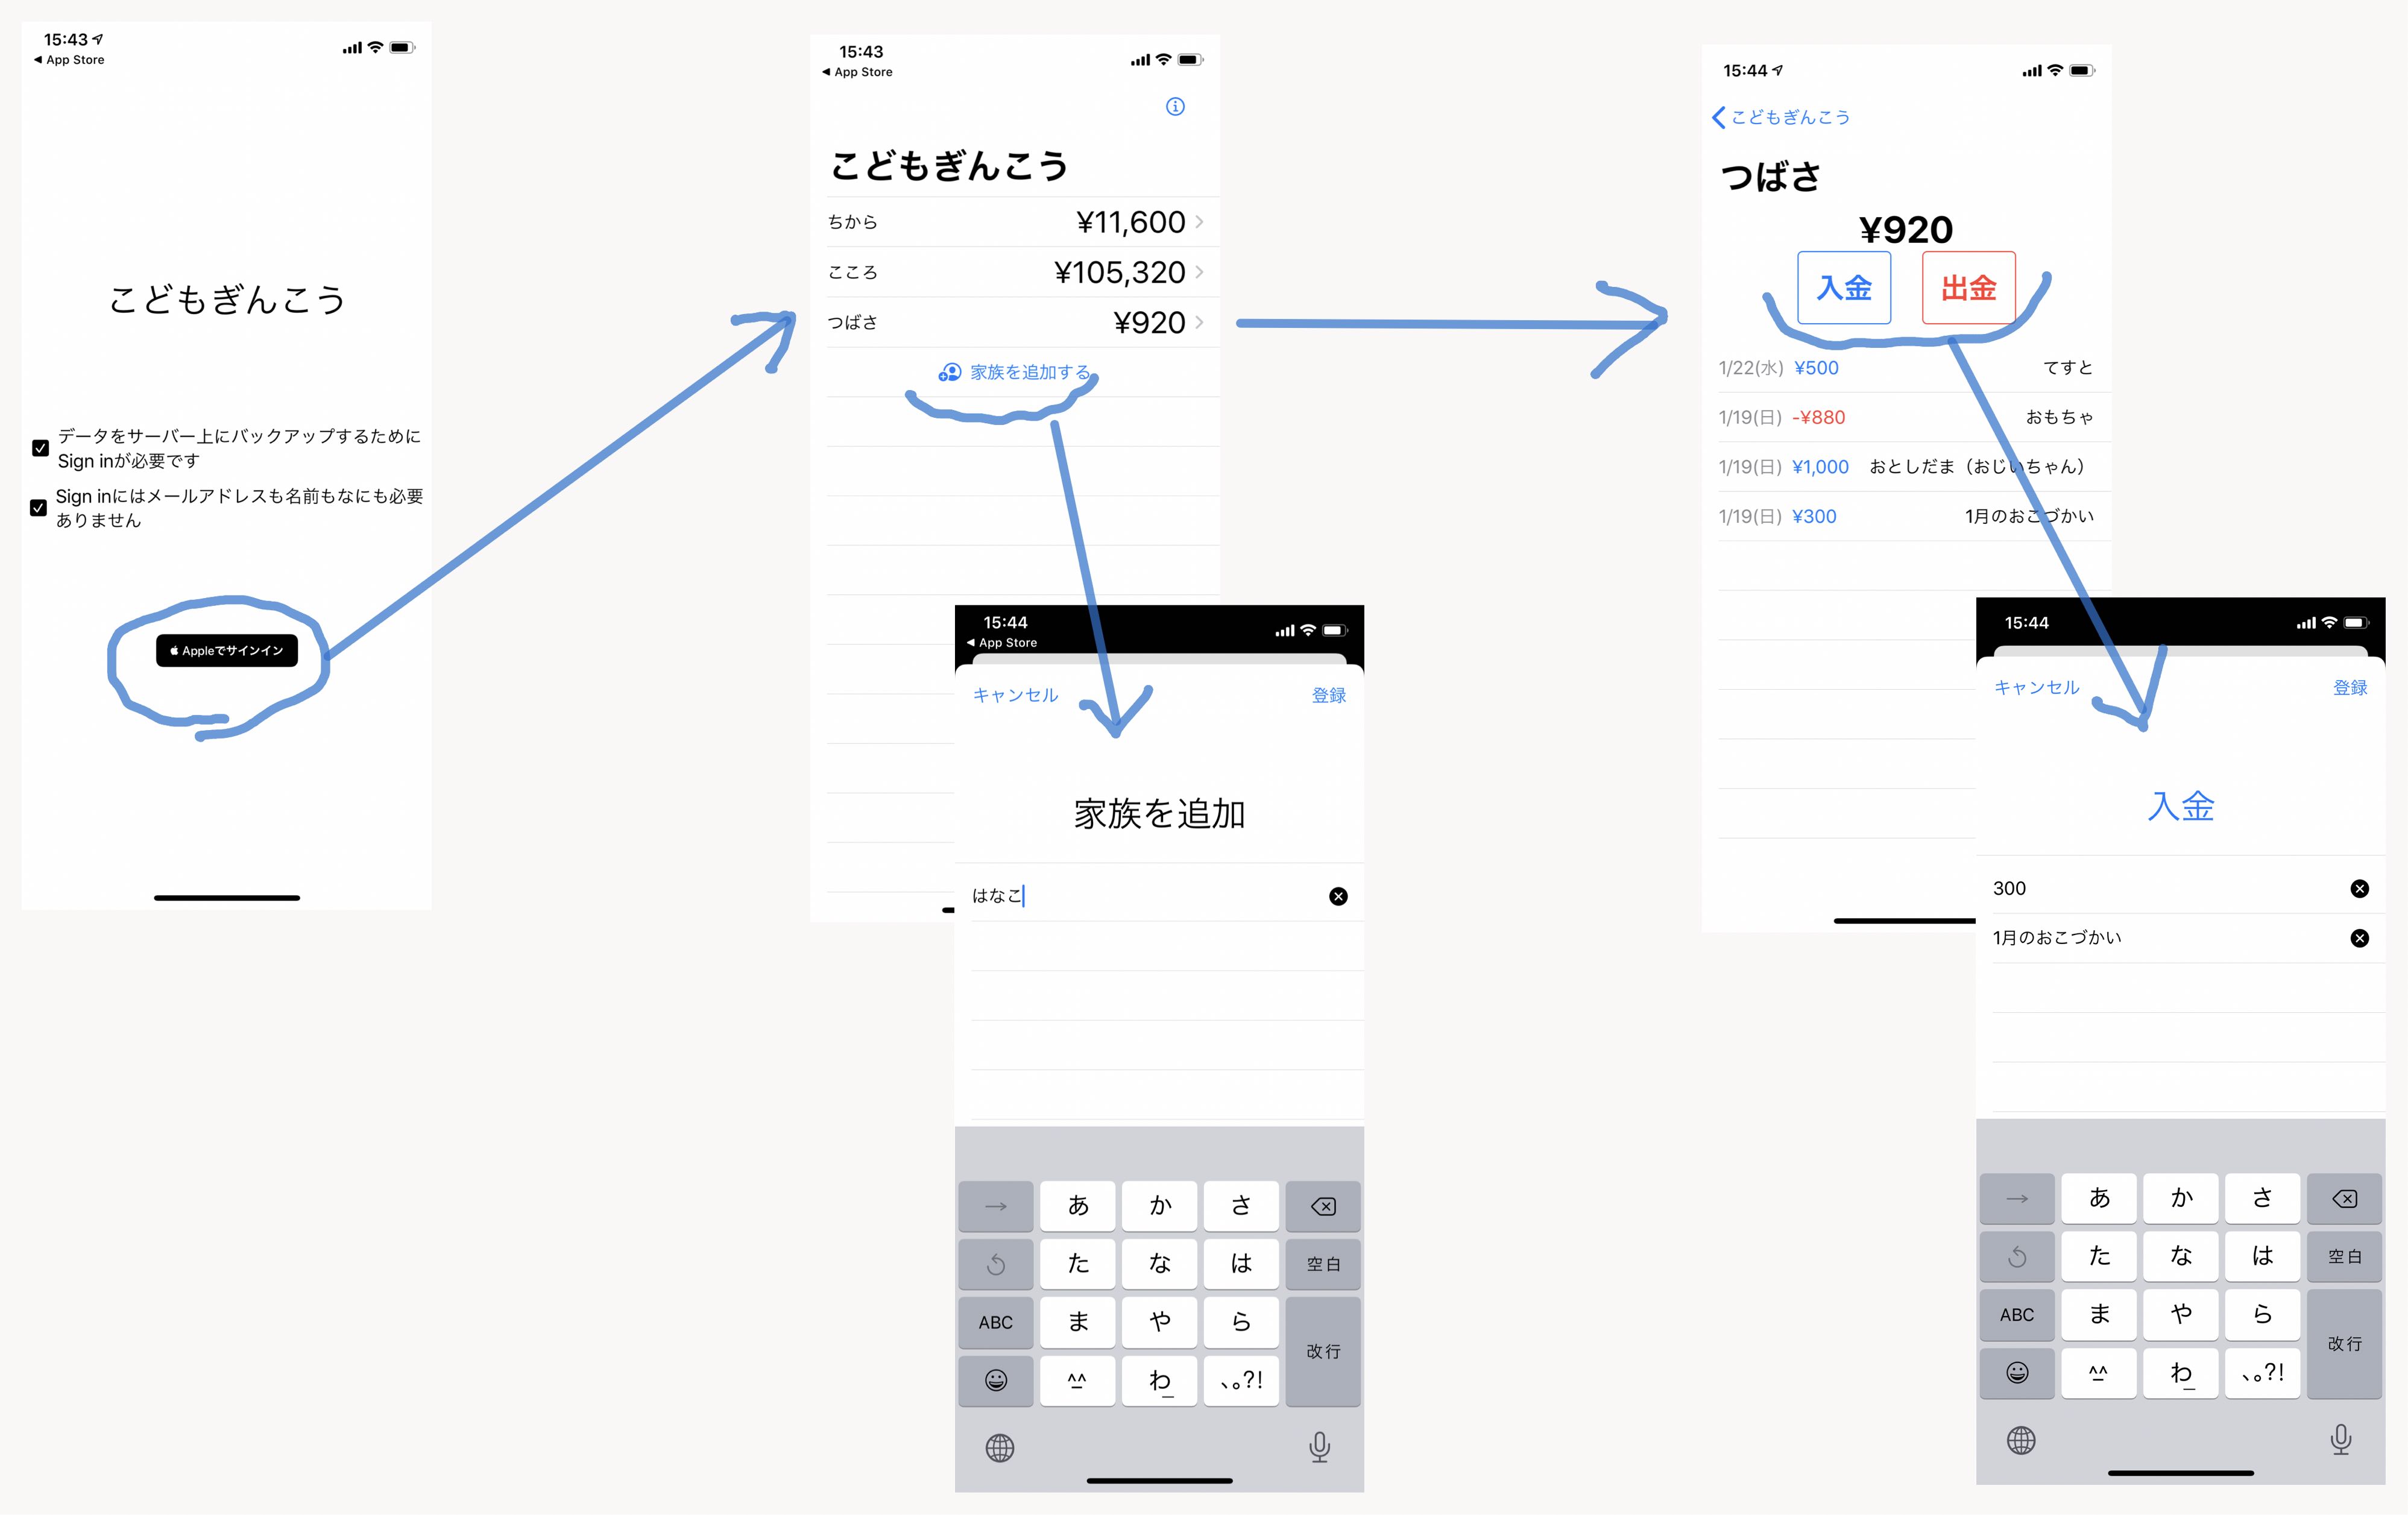 15:43
◀ App Store
こどもぎんこう
データをサーバー上にバックアップするために
Sign inが必要です
Sign inにはメールアドレスも名前もなにも必要
ありません
Appleでサインイン
15:43
◀ App Store
こどもぎんこう
ちから ¥11,600
こころ ¥105,320
つばさ ¥920
家族を追加する
15:44
◀ App Store
キャンセル 登録
家族を追加
はなこ
→ あ か さ
た な は 空白
ABC ま や ら
改行
^^ わ 、。?!
15:44
こどもぎんこう
つばさ
¥920
入金 出金
1/22(水) ¥500 てすと
1/19(日) -¥880 おもちゃ
1/19(日) ¥1,000 おとしだま（おじいちゃん）
1/19(日) ¥300 1月のおこづかい
15:44
キャンセル 登録
入金
300
1月のおこづかい
→ あ か さ
た な は 空白
ABC ま や ら
改行
^^ わ 、。?!